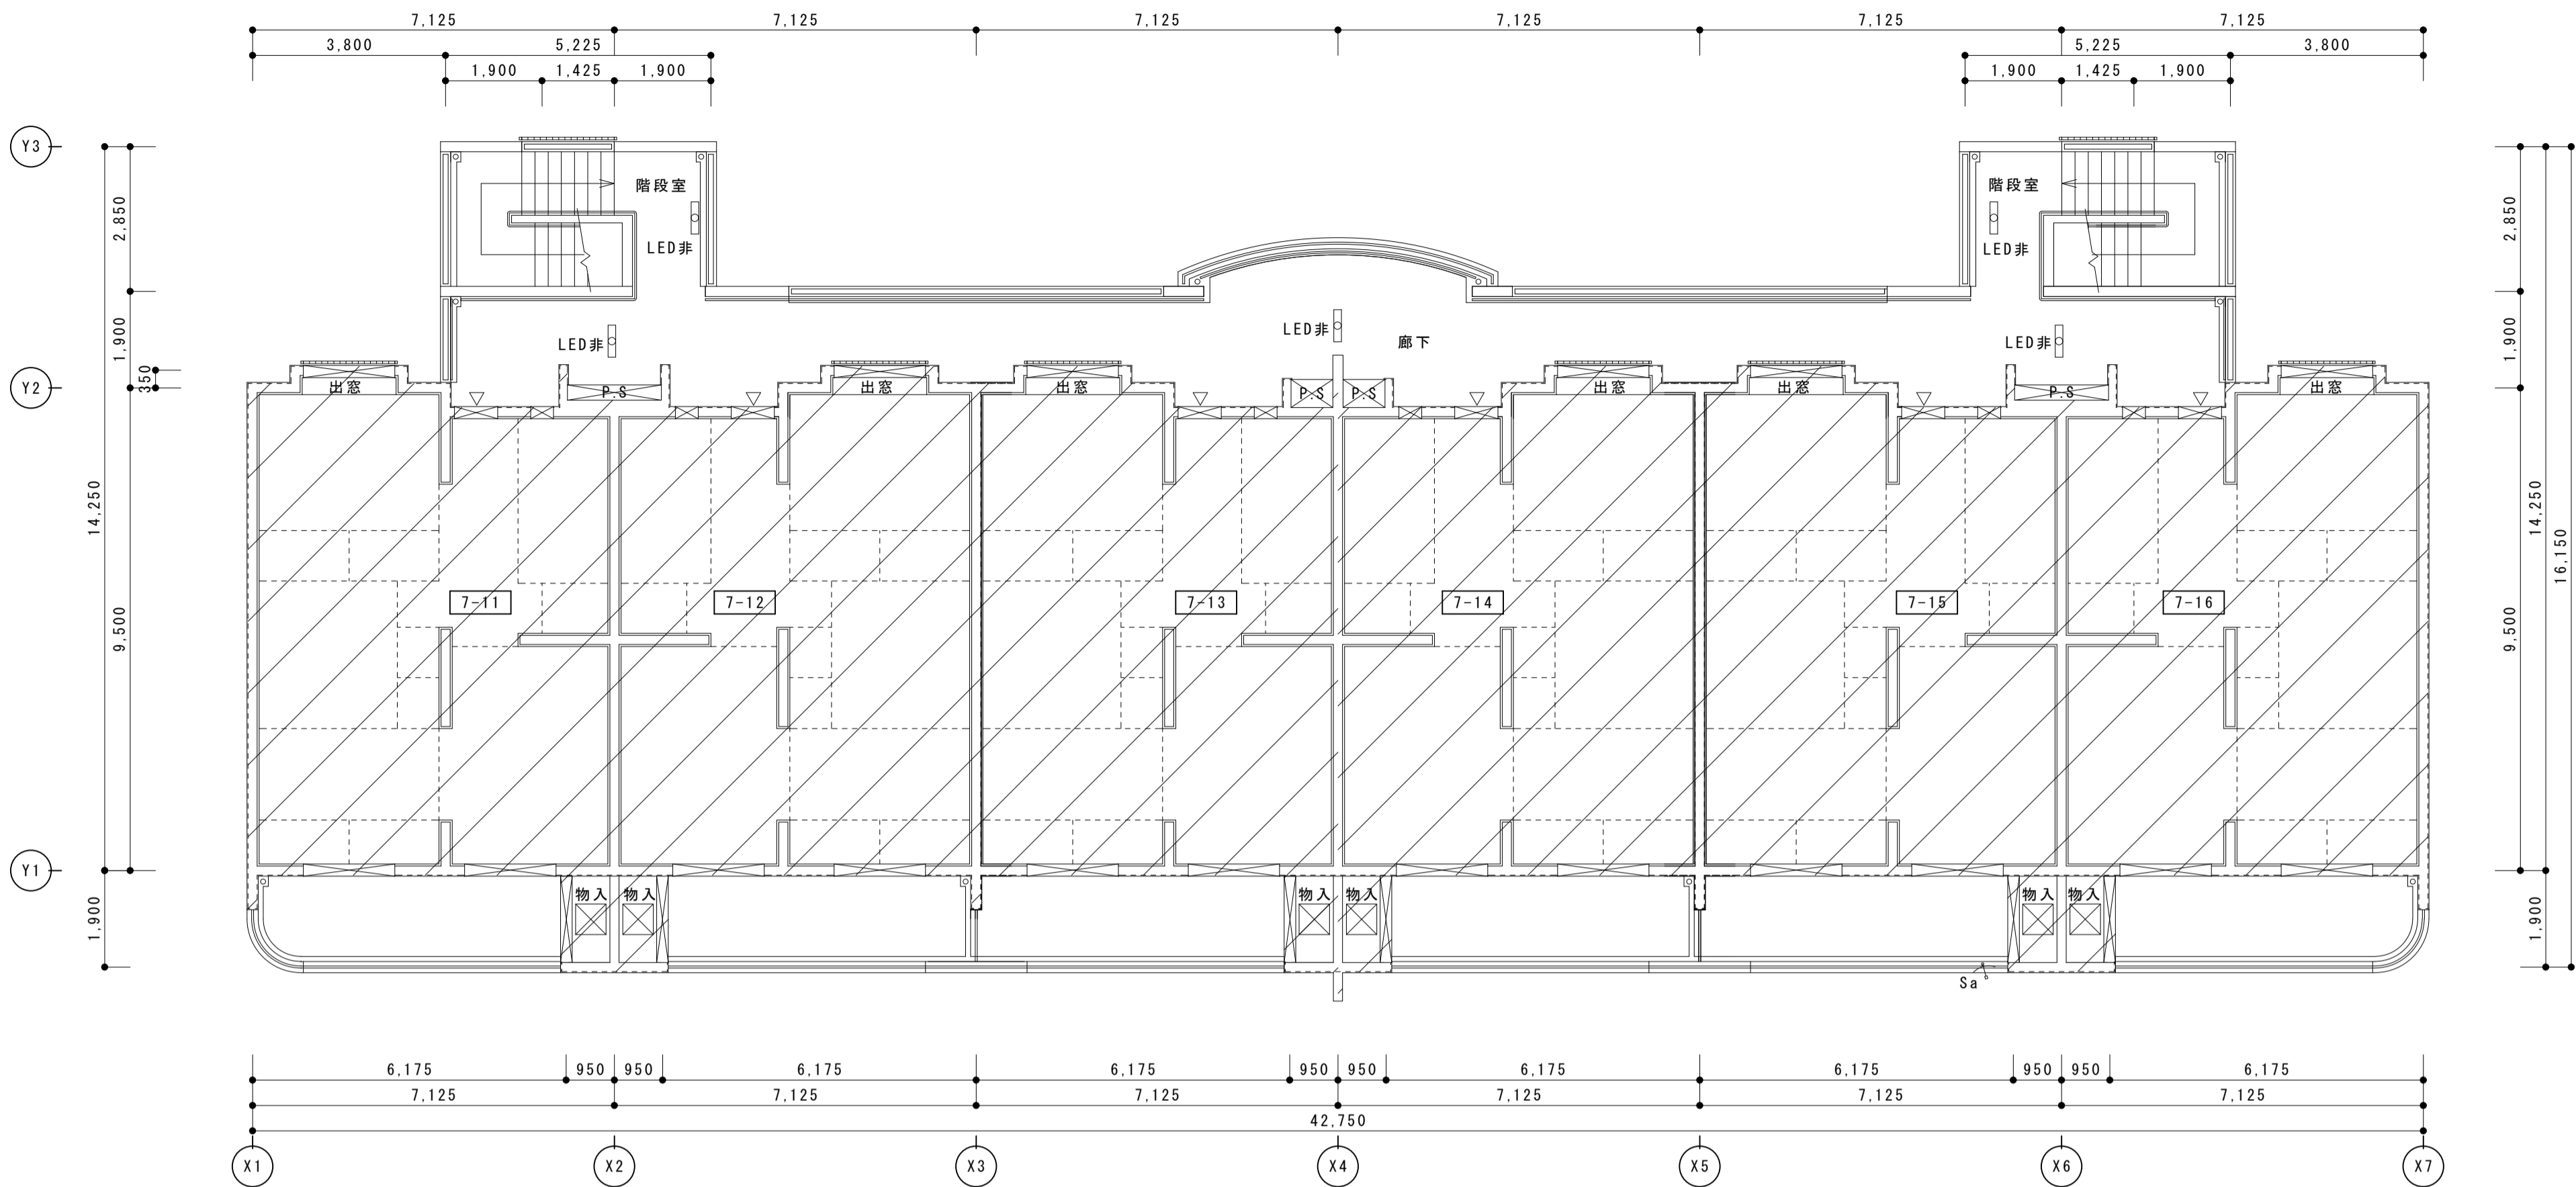 7,125 7,125 7,125 7,125 7,125 7,125
3,800 5,225 5,225 3,800
1,900 1,425 1,900 1,900 1,425 1,900
Y3
階段室 階段室
2,850 2,850
LED非 LED非
1,900 LED非 LED非 廊下 LED非 1,900
350
Y2
出窓 P.S 出窓 出窓 P.S P.S 出窓 出窓 P.S 出窓
14,250 14,250
16,150
9,500 9,500
7-11 7-12 7-13 7-14 7-15 7-16
Y1
物入 物入 物入 物入 物入 物入
1,900 1,900
Sa
6,175 950 950 6,175 6,175 950 950 6,175 6,175 950 950 6,175
7,125 7,125 7,125 7,125 7,125 7,125
42,750
X1 X2 X3 X4 X5 X6 X7